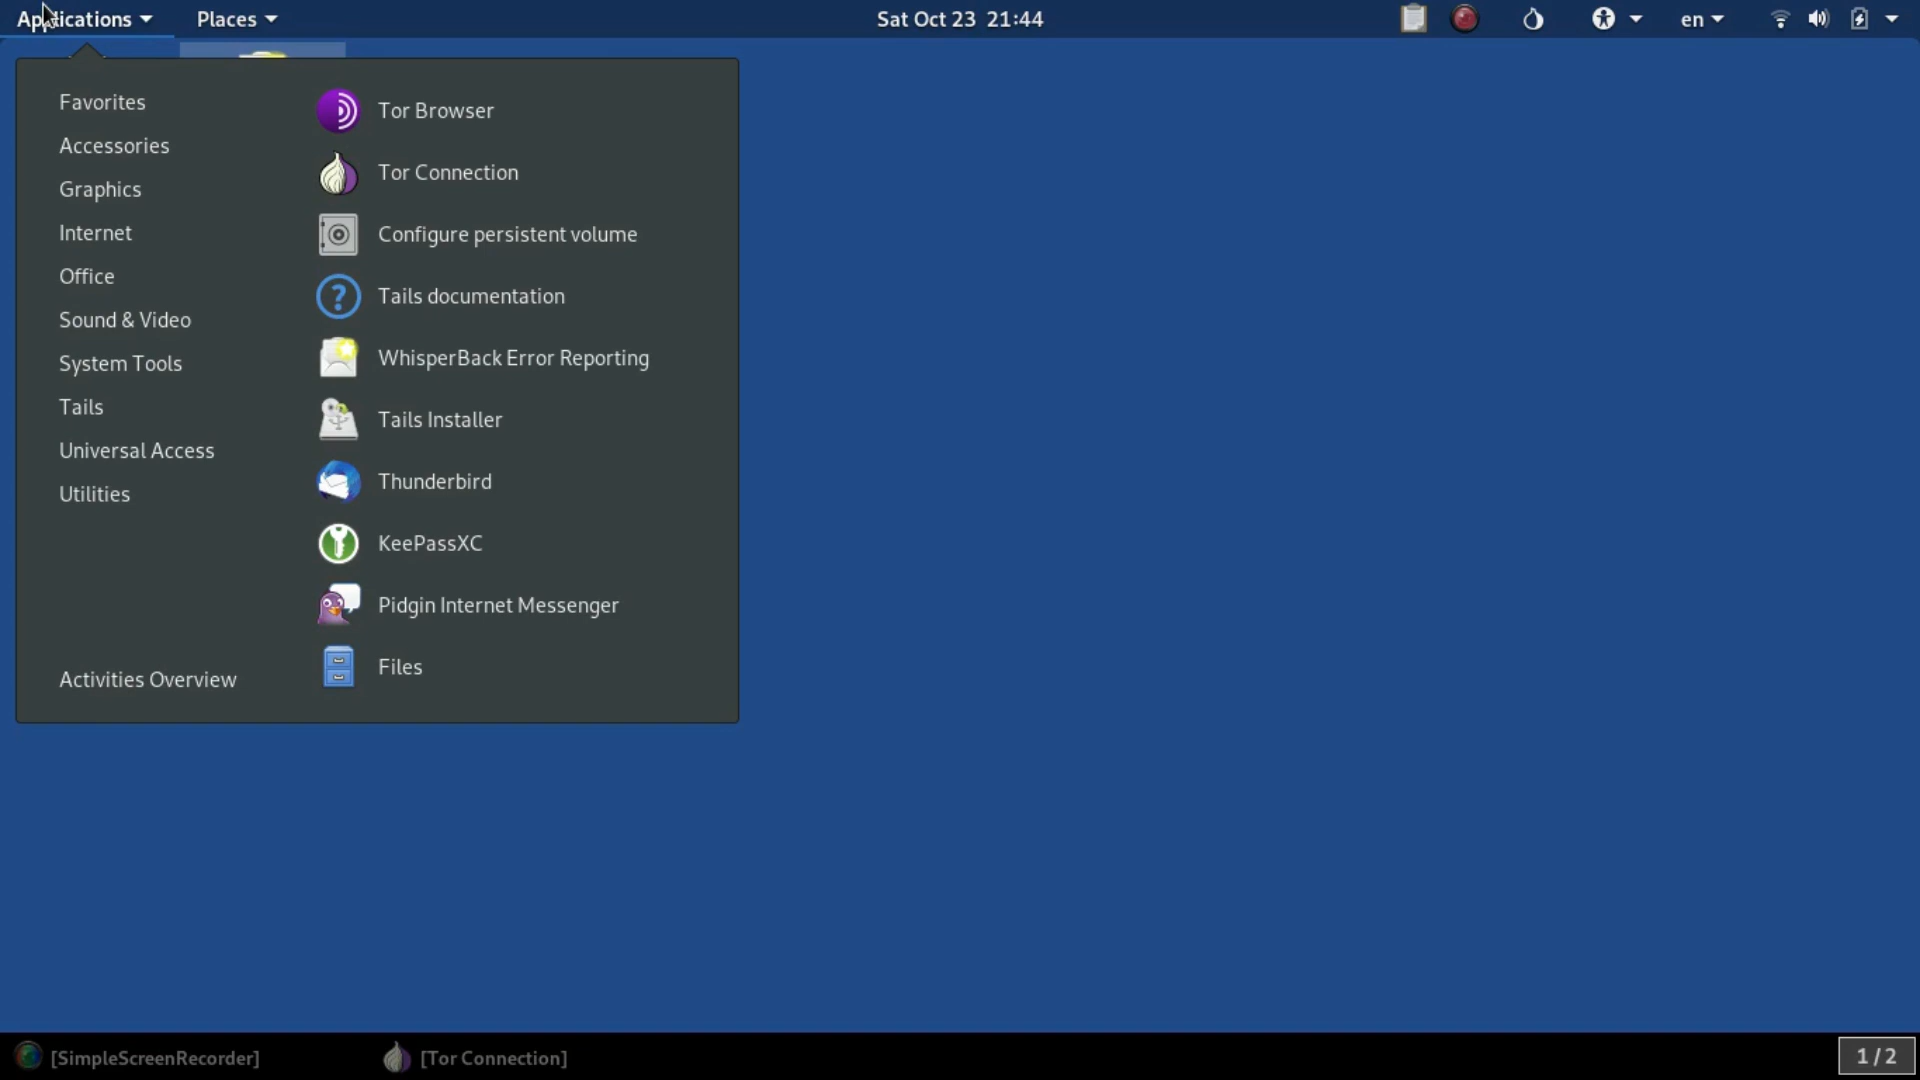 Applications Places Sat Oct 23 21:44 en
Favorites
Accessories
Graphics
Internet
Office
Sound & Video
System Tools
Tails
Universal Access
Utilities
Activities Overview
Tor Browser
Tor Connection
Configure persistent volume
Tails documentation
WhisperBack Error Reporting
Tails Installer
Thunderbird
KeePassXC
Pidgin Internet Messenger
Files
[SimpleScreenRecorder] [Tor Connection] 1 / 2